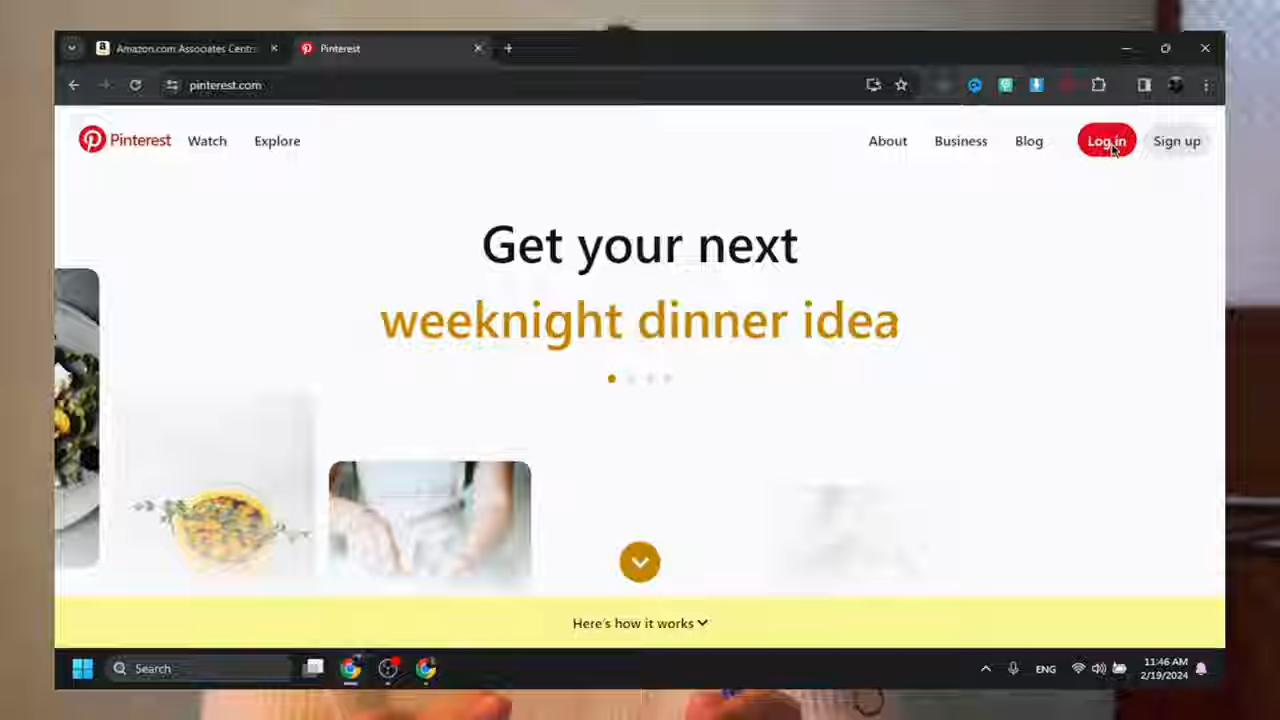 Amazon.com Associates Centr
Pinterest
pinterest.com
Pinterest
Watch
Explore
About
Business
Blog
Log in
Sign up
Get your next
weeknight dinner idea
Here's how it works
Search
ENG
11:46 AM
2/19/2024